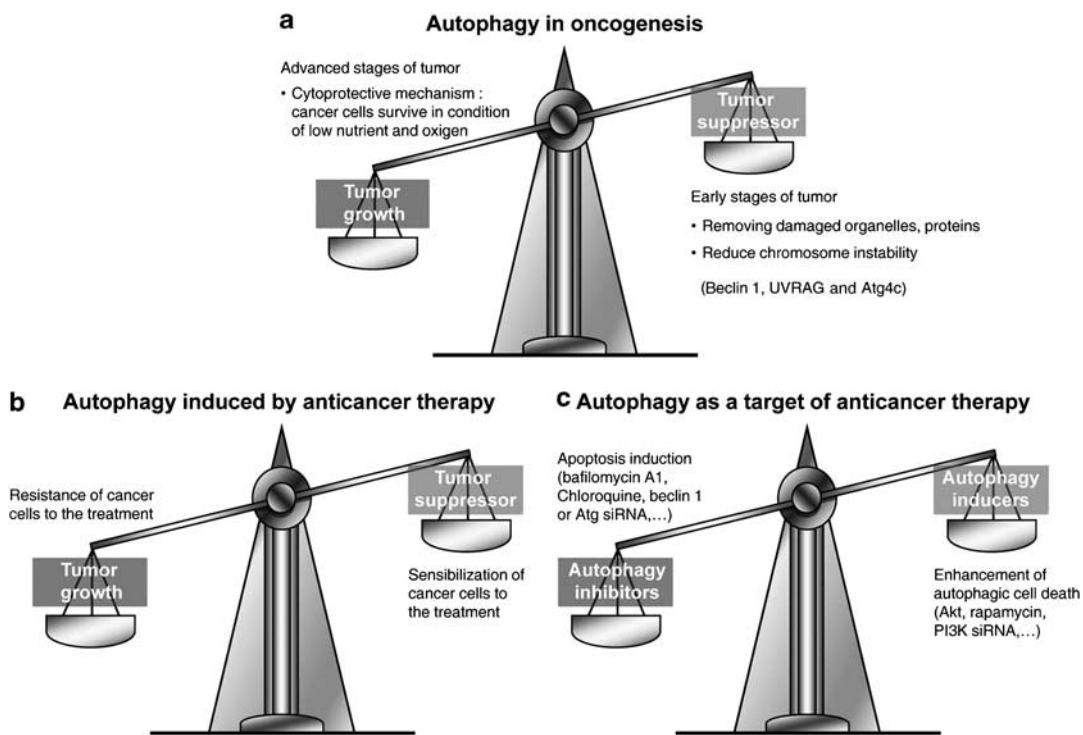 a
Autophagy in oncogenesis
Advanced stages of tumor
• Cytoprotective mechanism :
cancer cells survive in condition
of low nutrient and oxigen
Tumor
growth
Tumor
suppressor
Early stages of tumor
• Removing damaged organelles, proteins
• Reduce chromosome instability
(Beclin 1, UVRAG and Atg4c)
b
Autophagy induced by anticancer therapy
Resistance of cancer
cells to the treatment
Tumor
growth
Tumor
suppressor
Sensibilization of
cancer cells to
the treatment
c
Autophagy as a target of anticancer therapy
Apoptosis induction
(bafilomycin A1,
Chloroquine, beclin 1
or Atg siRNA,...)
Autophagy
inhibitors
Autophagy
inducers
Enhancement of
autophagic cell death
(Akt, rapamycin,
PI3K siRNA,...)